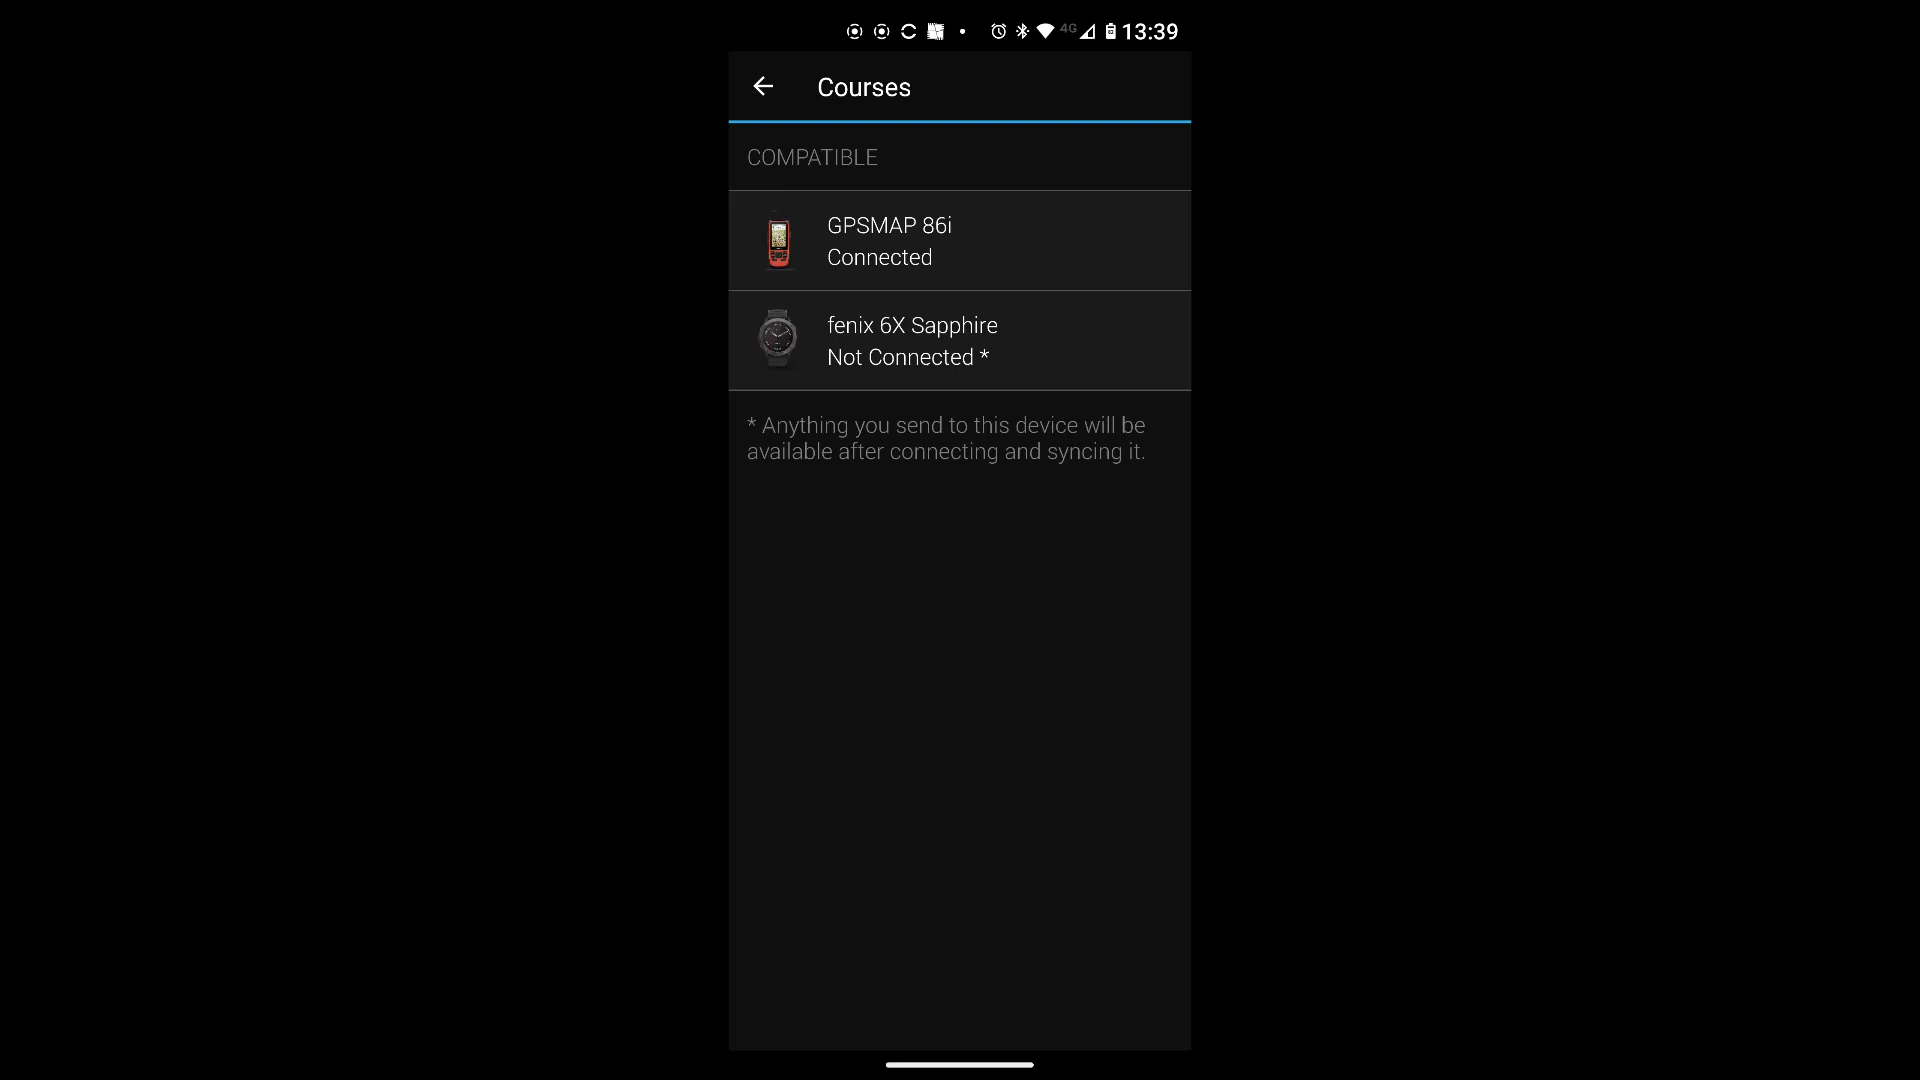 4G 13:39
Courses
COMPATIBLE
GPSMAP 86i
Connected
fenix 6X Sapphire
Not Connected *
* Anything you send to this device will be
available after connecting and syncing it.